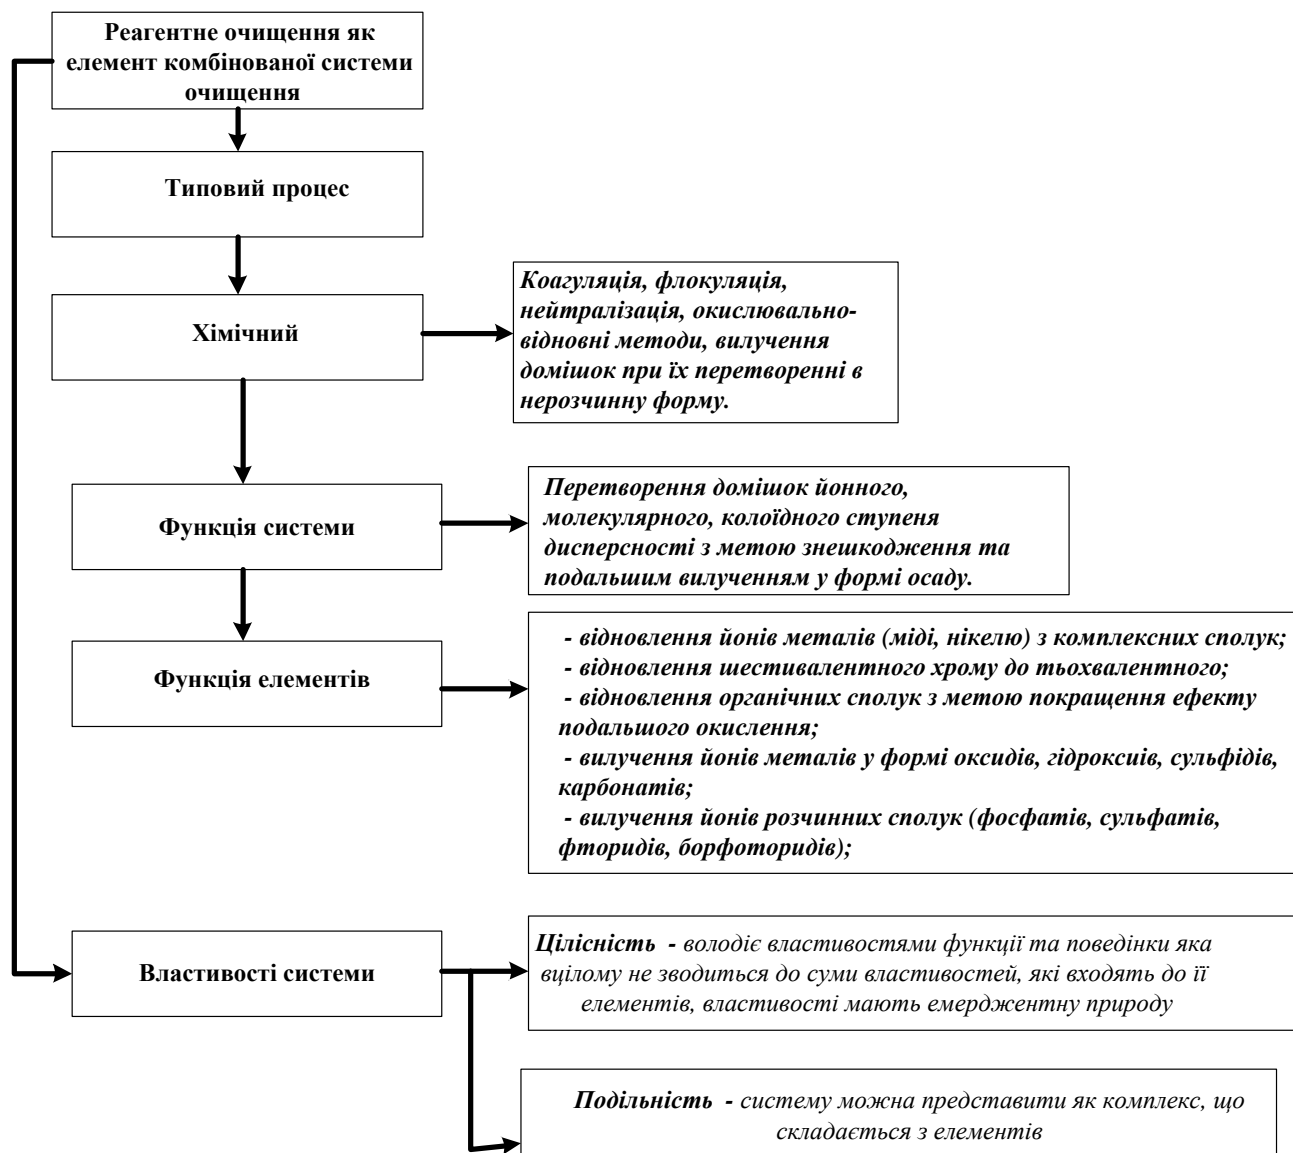 Реагентне очищення як
елемент комбінованої системи
очищення
Типовий процес
Хімічний
Коагуляція, флокуляція,
нейтралізація, окислювально-
відновні методи, вилучення
домішок при їх перетворенні в
нерозчинну форму.
Функція системи
Перетворення домішок йонного,
молекулярного, колоїдного ступеня
дисперсності з метою знешкодження та
подальшим вилученням у формі осаду.
Функція елементів
- відновлення йонів металів (міді, нікелю) з комплексних сполук;
- відновлення шестивалентного хрому до тьохвалентного;
- відновлення органічних сполук з метою покращення ефекту
подальшого окислення;
- вилучення йонів металів у формі оксидів, гідроксиів, сульфідів,
карбонатів;
- вилучення йонів розчинних сполук (фосфатів, сульфатів,
фторидів, борфоторидів);
Властивості системи
Цілісність - володіє властивостями функції та поведінки яка
вцілому не зводиться до суми властивостей, які входять до її
елементів, властивості мають емерджентну природу
Подільність - систему можна представити як комплекс, що
складається з елементів